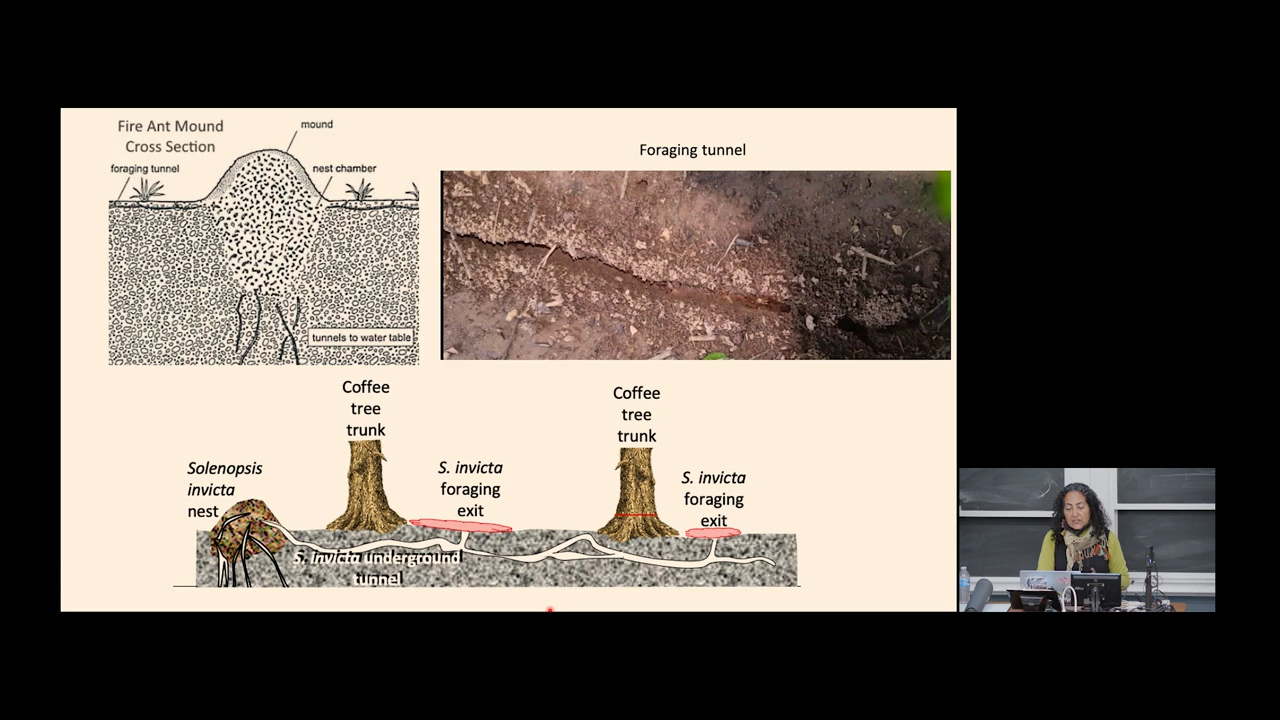 Fire Ant Mound
Cross Section
mound
foraging tunnel
nest chamber
tunnels to water table
Foraging tunnel
Coffee
tree
trunk
Coffee
tree
trunk
Solenopsis
invicta
nest
S. invicta
foraging
exit
S. invicta
foraging
exit
S. invicta underground
tunnel